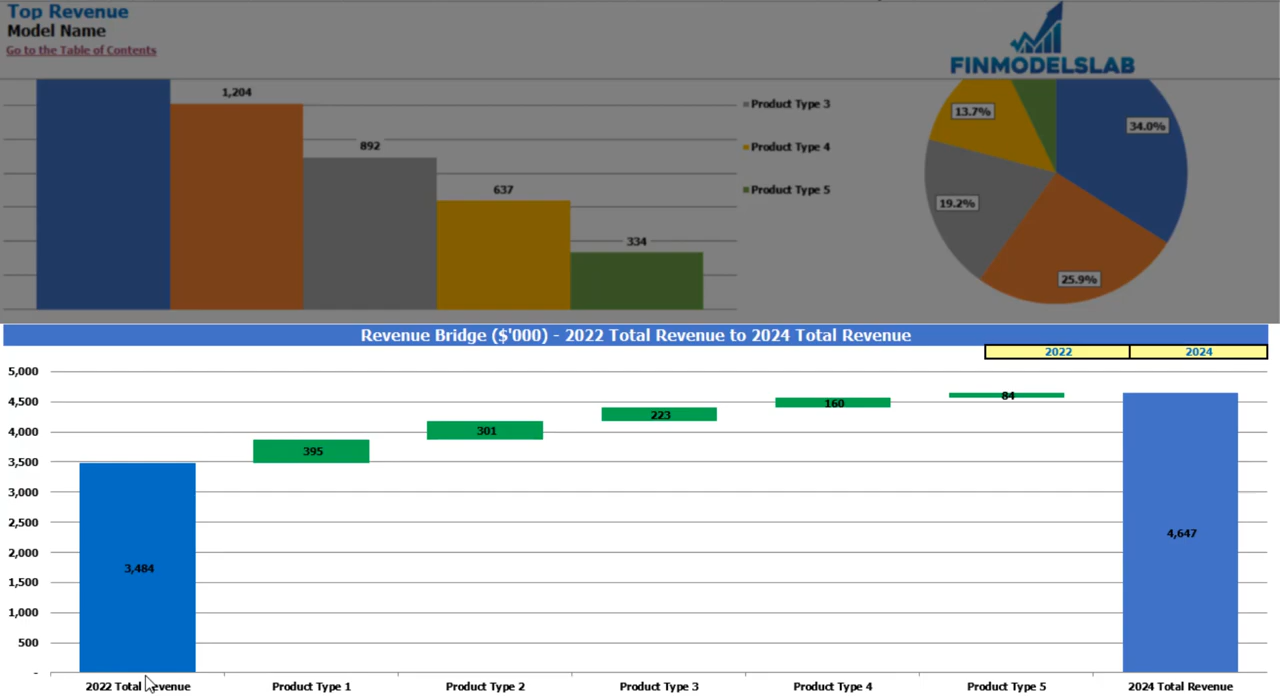 Top Revenue
Model Name
Go to the Table of Contents
FINMODELSLAB
1,204
892
637
334
Product Type 3
Product Type 4
Product Type 5
13.7%
34.0%
19.2%
25.9%
Revenue Bridge ($'000) - 2022 Total Revenue to 2024 Total Revenue
2022 2024
5,000
4,500
4,000
3,500
3,000
2,500
2,000
1,500
1,000
500
-
3,484
395
301
223
160
84
4,647
2022 Total Revenue
Product Type 1
Product Type 2
Product Type 3
Product Type 4
Product Type 5
2024 Total Revenue